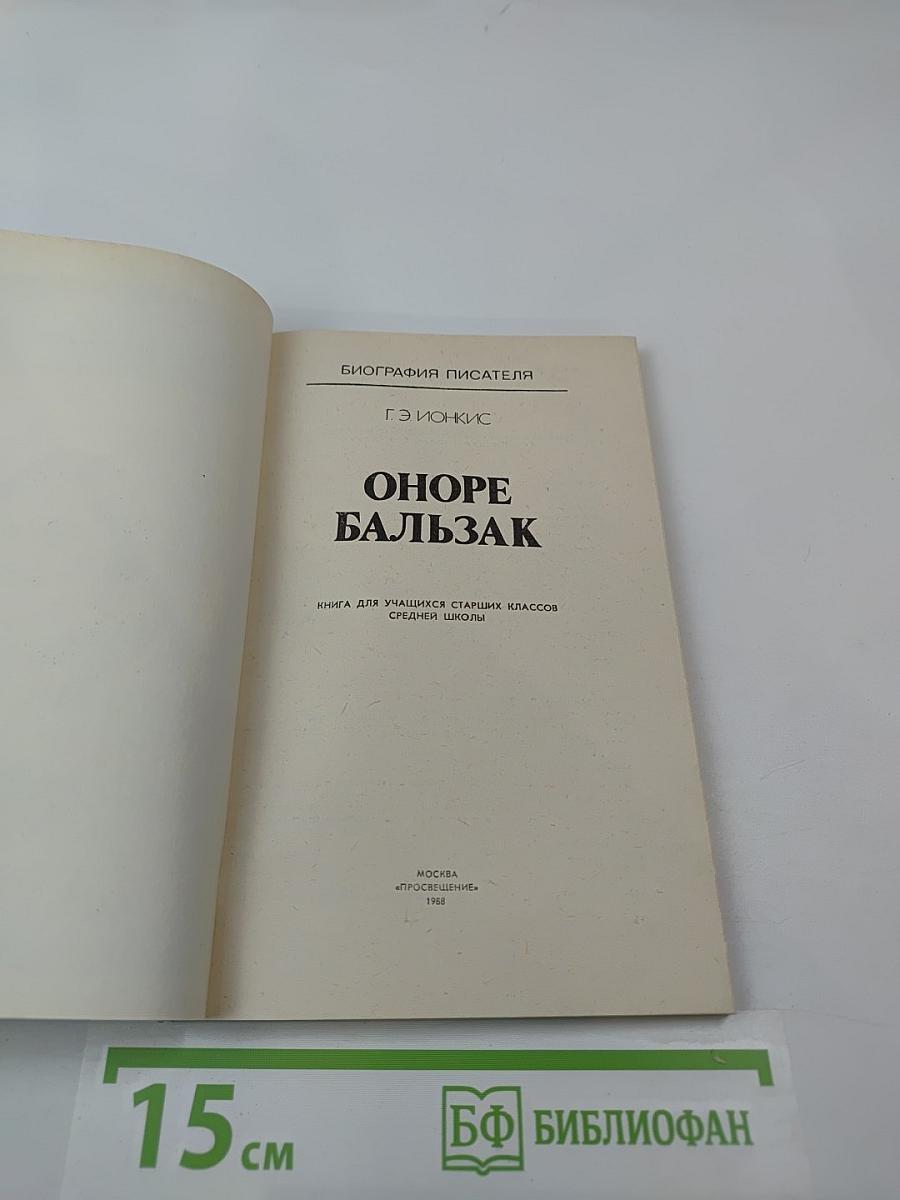 БИОГРАФИЯ ПИСАТЕЛЯ
Г. Э. ИОНКИС
ОНОРЕ
БАЛЬЗАК
КНИГА ДЛЯ УЧАЩИХСЯ СТАРШИХ КЛАССОВ
СРЕДНЕЙ ШКОЛЫ
МОСКВА
«ПРОСВЕЩЕНИЕ»
1988
15 см
БФ БИБЛИОФАН